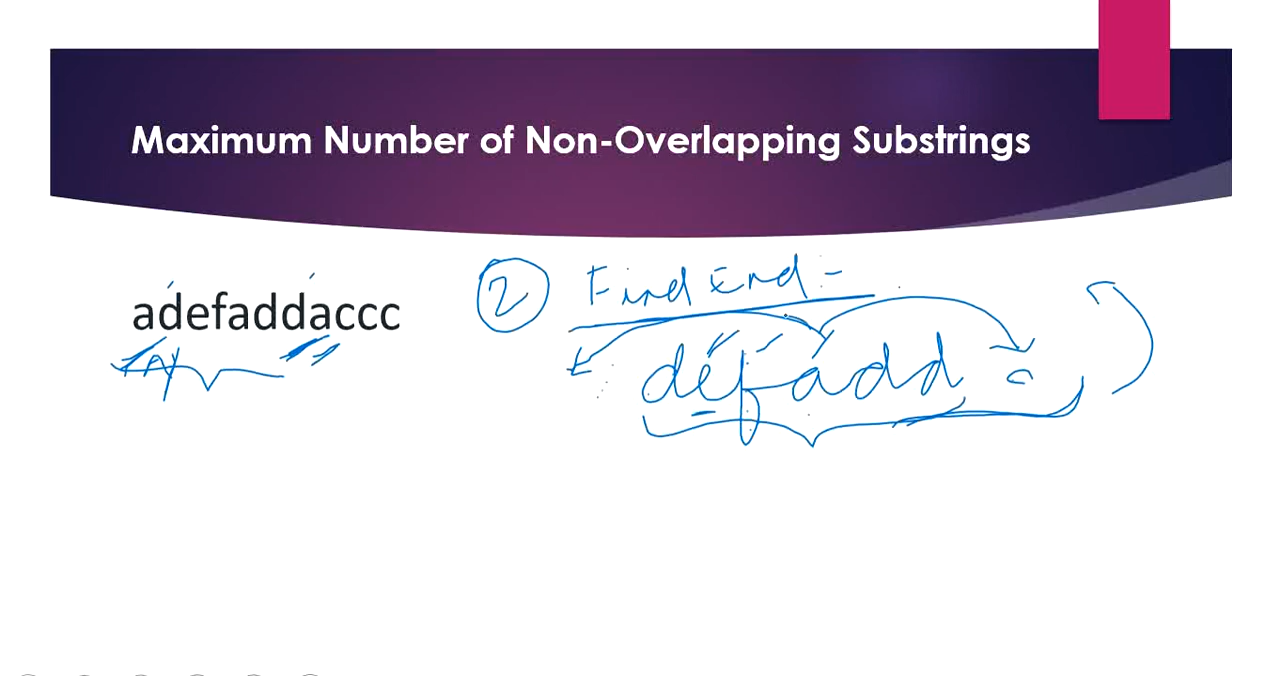 Maximum Number of Non-Overlapping Substrings
adefaddaccc
② Find End :-
defadd a